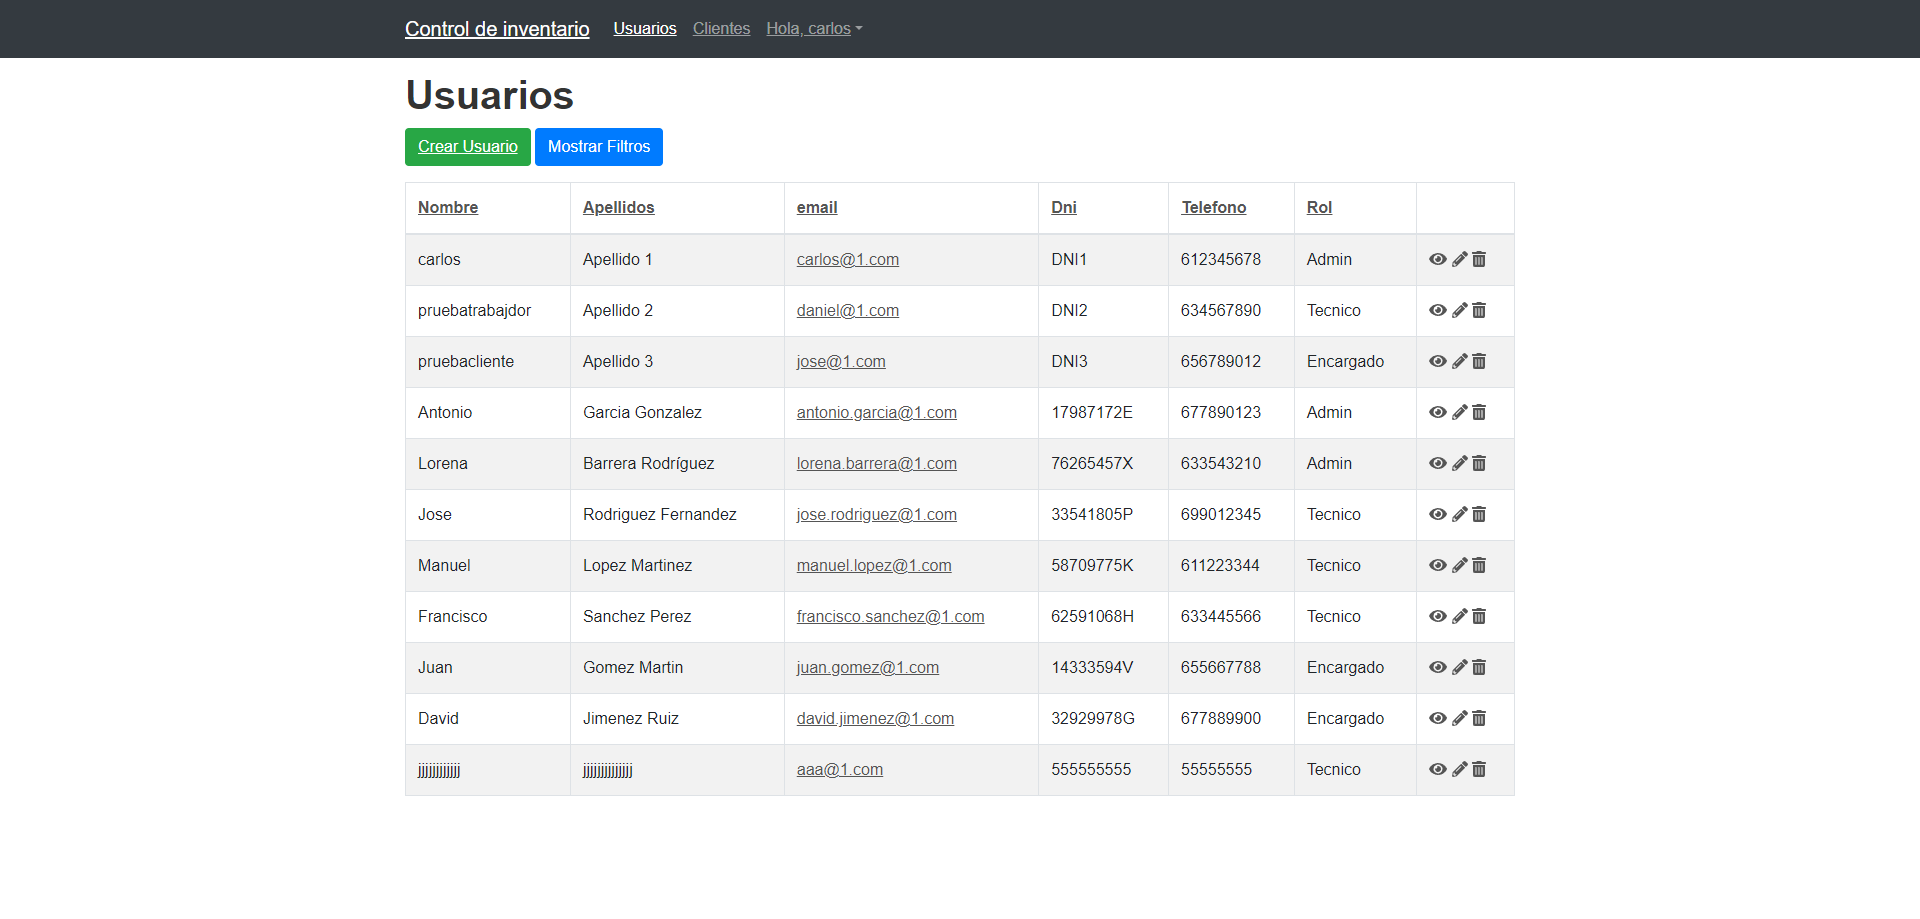 Control de inventario Usuarios Clientes Hola, carlos
Usuarios
Crear Usuario Mostrar Filtros
Nombre Apellidos email Dni Telefono Rol
carlos Apellido 1 carlos@1.com DNI1 612345678 Admin
pruebatrabajdor Apellido 2 daniel@1.com DNI2 634567890 Tecnico
pruebacliente Apellido 3 jose@1.com DNI3 656789012 Encargado
Antonio Garcia Gonzalez antonio.garcia@1.com 17987172E 677890123 Admin
Lorena Barrera Rodríguez lorena.barrera@1.com 76265457X 633543210 Admin
Jose Rodriguez Fernandez jose.rodriguez@1.com 33541805P 699012345 Tecnico
Manuel Lopez Martinez manuel.lopez@1.com 58709775K 611223344 Tecnico
Francisco Sanchez Perez francisco.sanchez@1.com 62591068H 633445566 Tecnico
Juan Gomez Martin juan.gomez@1.com 14333594V 655667788 Encargado
David Jimenez Ruiz david.jimenez@1.com 32929978G 677889900 Encargado
jjjjjjjjjjjj jjjjjjjjjjjjjj aaa@1.com 555555555 55555555 Tecnico